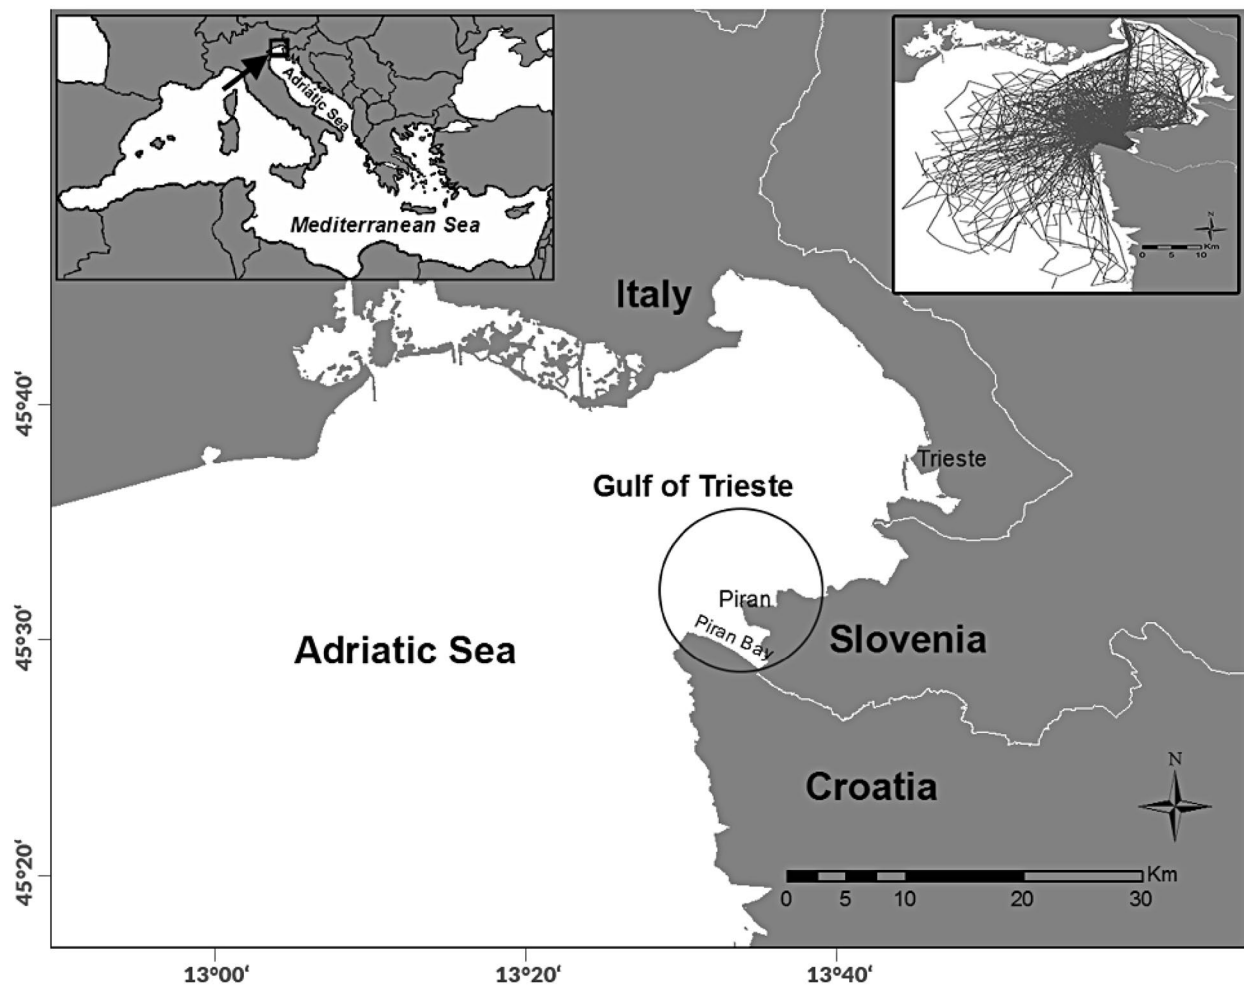 Adriatic Sea
Mediterranean Sea
N
0 5 10 Km
Italy
45°40‘
Trieste
Gulf of Trieste
Piran
Piran Bay
45°30‘
Adriatic Sea
Slovenia
Croatia
N
45°20‘
Km
0 5 10 20 30
13°00‘ 13°20‘ 13°40‘